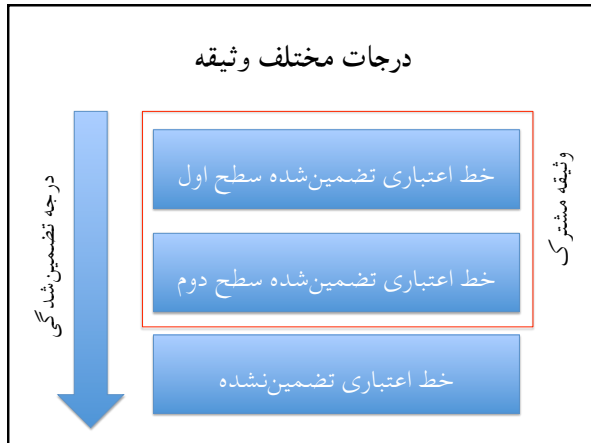 درجات مختلف وثیقه
وثیقه مشترک
خط اعتباری تضمین‌شده سطح اول
خط اعتباری تضمین‌شده سطح دوم
خط اعتباری تضمین‌نشده
درجه تضمین‌شدگی